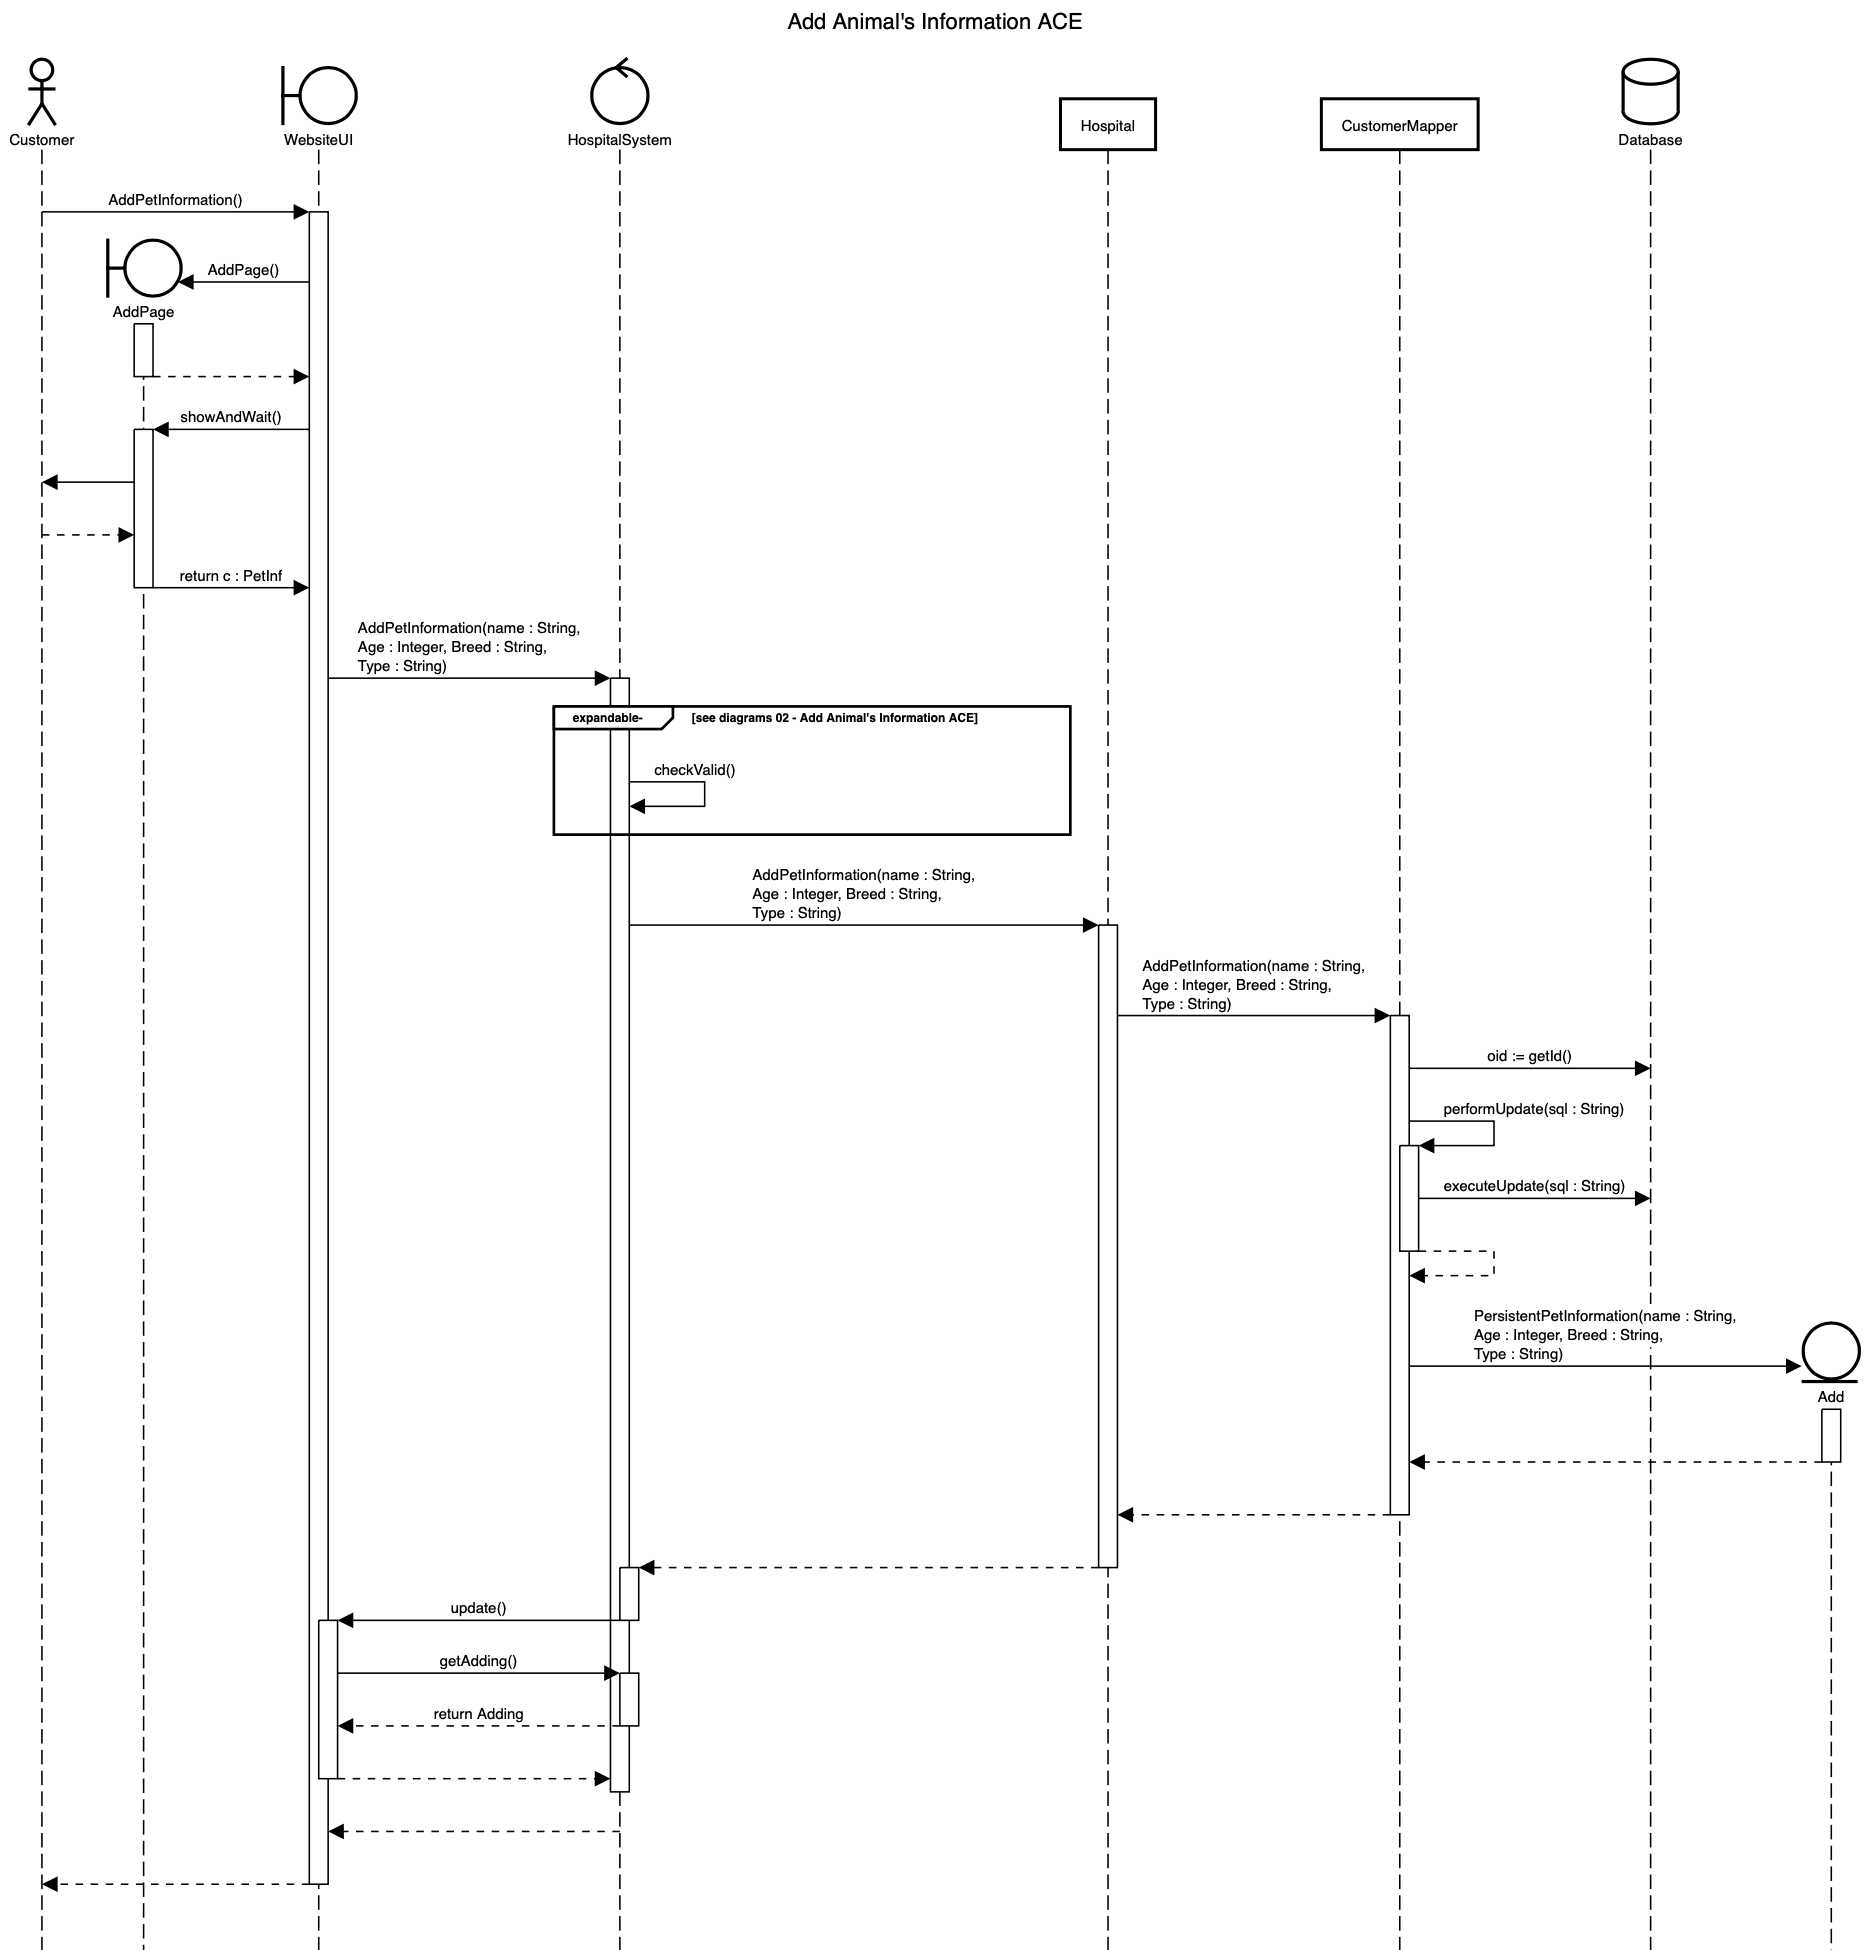 Add Animal's Information ACE
Customer
WebsiteUI
HospitalSystem
Hospital
CustomerMapper
Database
AddPetInformation()
AddPage()
AddPage
showAndWait()
return c : PetInf
AddPetInformation(name : String,
Age : Integer, Breed : String,
Type : String)
expandable-
[see diagrams 02 - Add Animal's Information ACE]
checkValid()
AddPetInformation(name : String,
Age : Integer, Breed : String,
Type : String)
AddPetInformation(name : String,
Age : Integer, Breed : String,
Type : String)
oid := getId()
performUpdate(sql : String)
executeUpdate(sql : String)
PersistentPetInformation(name : String,
Age : Integer, Breed : String,
Type : String)
Add
update()
getAdding()
return Adding